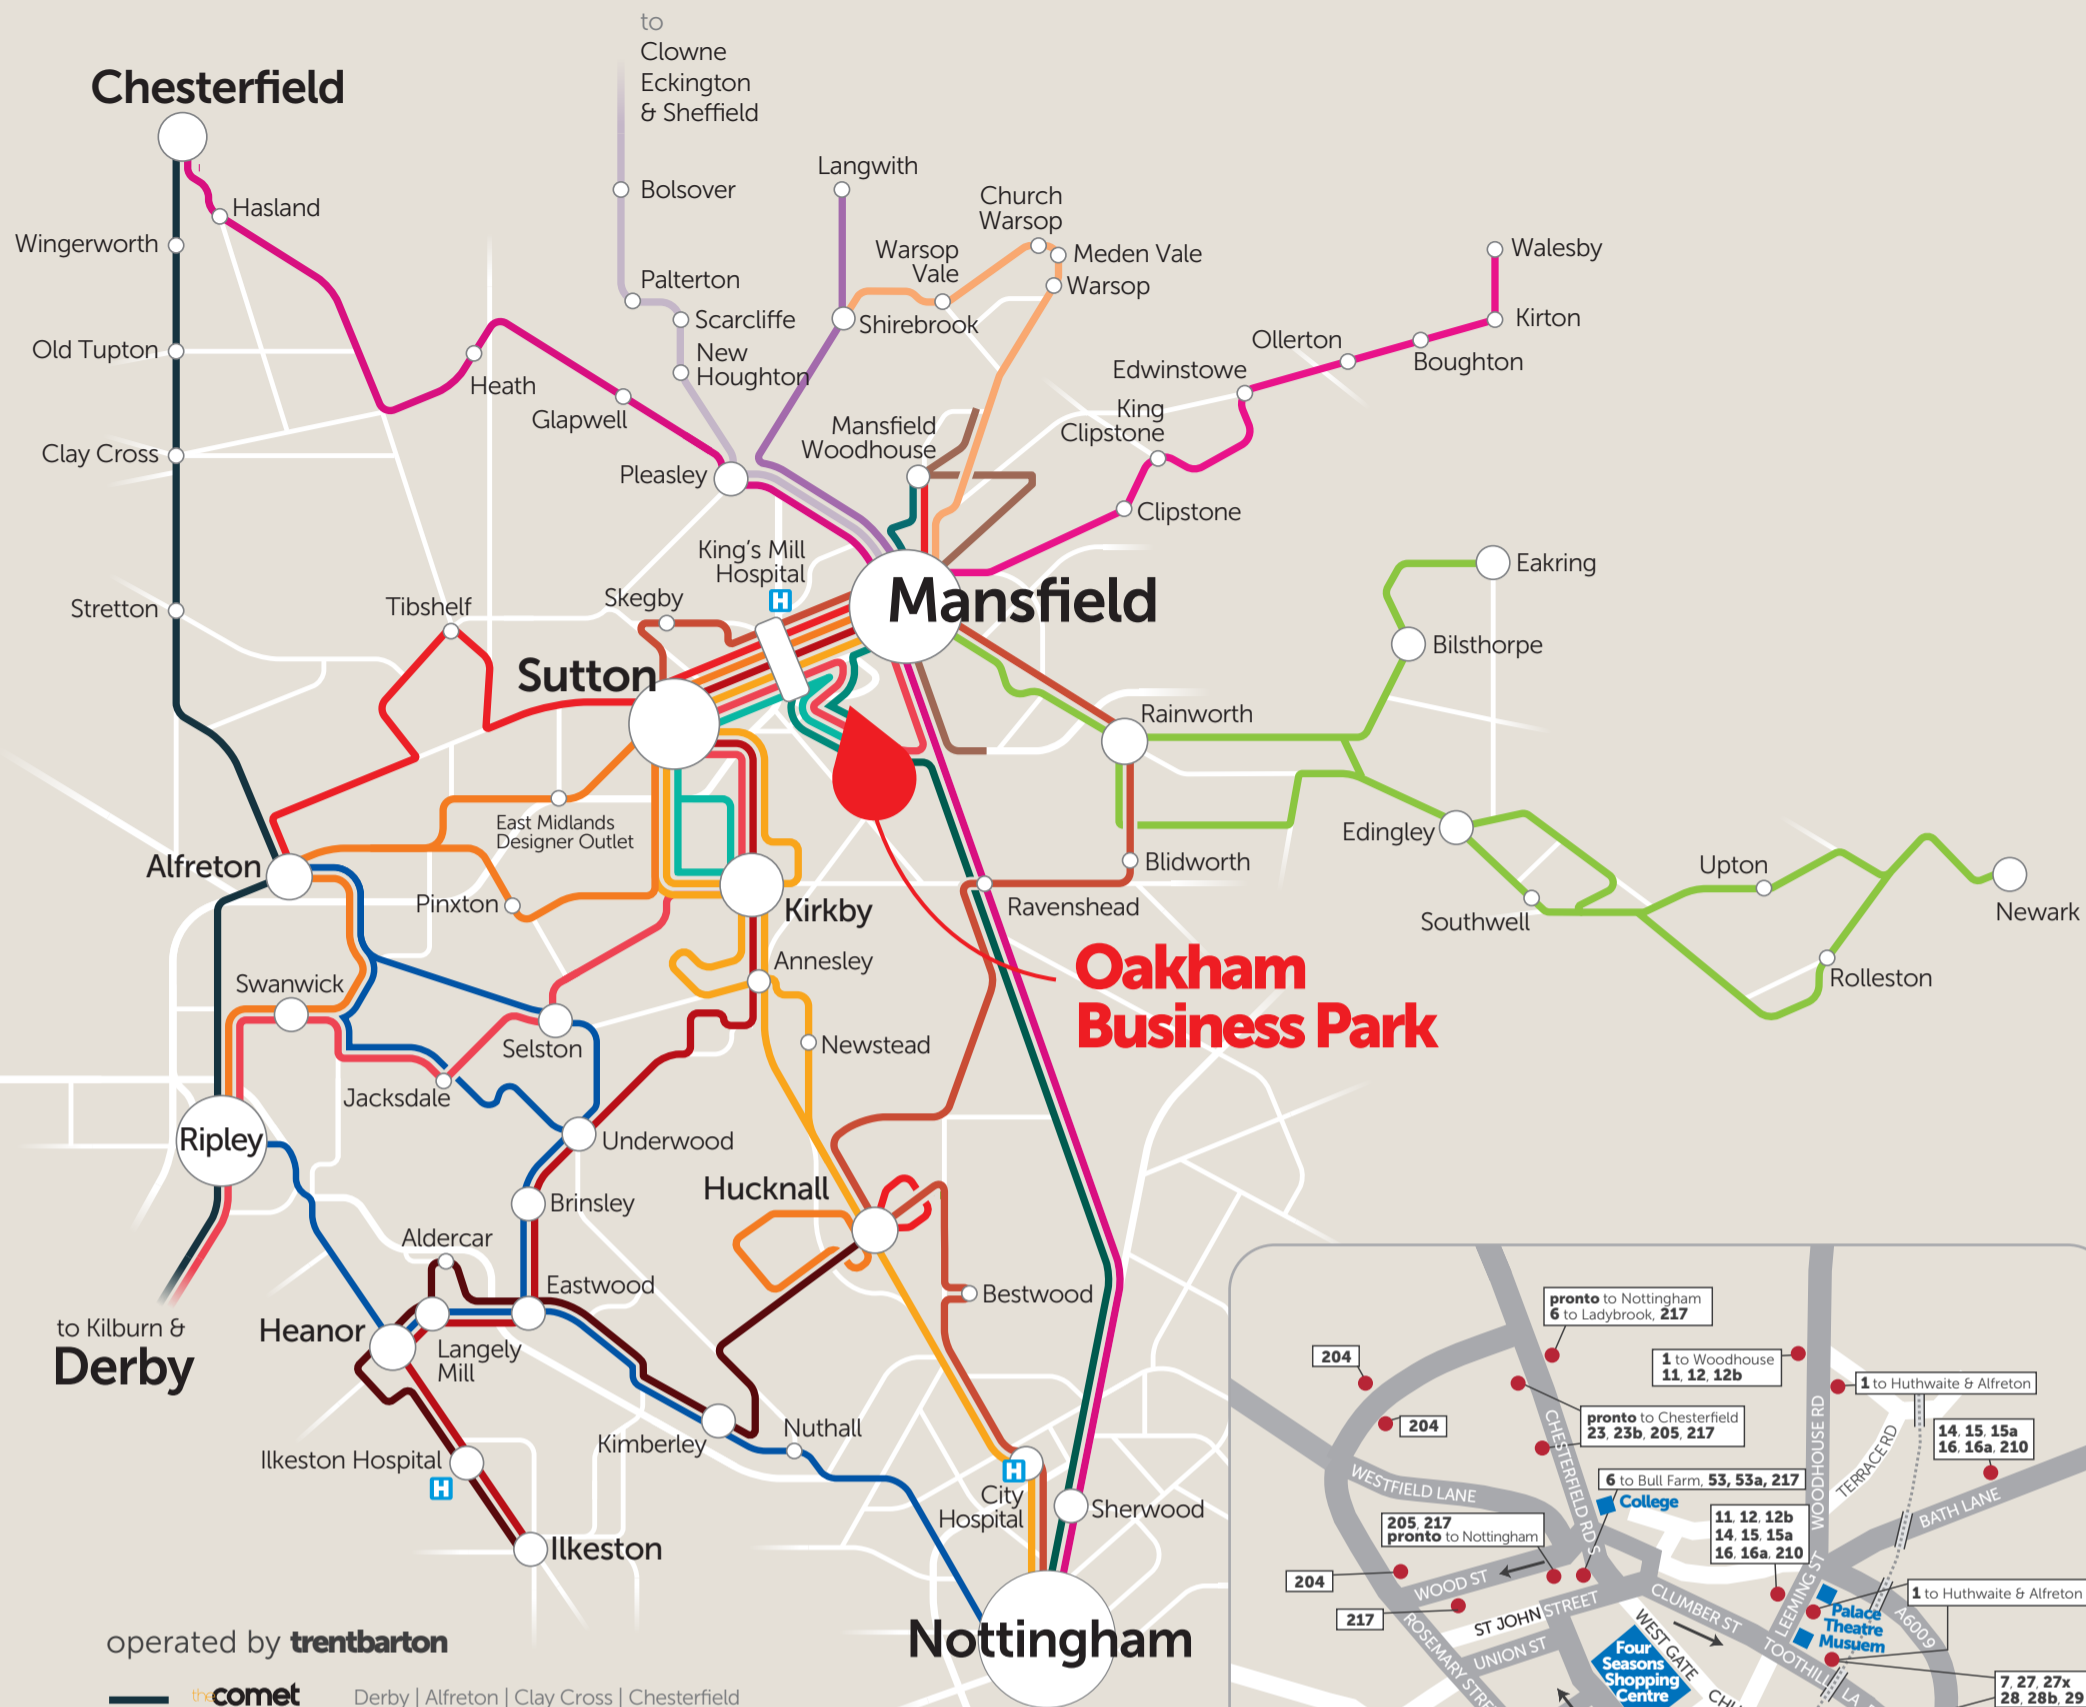 to
Clowne
Eckington
& Sheffield
Chesterfield
Hasland
Wingerworth
Old Tupton
Clay Cross
Stretton
Heath
Glapwell
Pleasley
Bolsover
Palterton
Scarcliffe
New
Houghton
Langwith
Shirebrook
Warsop
Vale
Church
Warsop
Meden Vale
Warsop
Mansfield
Woodhouse
Walesby
Kirton
Boughton
Ollerton
Edwinstowe
King
Clipstone
Clipstone
King's Mill
Hospital
H
Mansfield
Skegby
Tibshelf
Sutton
Eakring
Bilsthorpe
Rainworth
Blidworth
Ravenshead
Edingley
Southwell
Upton
Newark
Rolleston
East Midlands
Designer Outlet
Alfreton
Pinxton
Kirkby
Annesley
Newstead
Oakham
Business Park
Swanwick
Selston
Jacksdale
Ripley
Underwood
Brinsley
Hucknall
Bestwood
Aldercar
Eastwood
Heanor
Langely
Mill
to Kilburn &
Derby
Kimberley
Nuthall
Ilkeston Hospital
H
Ilkeston
H
City
Hospital
Sherwood
Nottingham
operated by trentbarton
the comet
Derby | Alfreton | Clay Cross | Chesterfield
pronto to Nottingham
6 to Ladybrook, 217
204
204
1 to Woodhouse
11, 12, 12b
1 to Huthwaite & Alfreton
pronto to Chesterfield
23, 23b, 205, 217
14, 15, 15a
16, 16a, 210
6 to Bull Farm, 53, 53a, 217
College
205, 217
pronto to Nottingham
11, 12, 12b
14, 15, 15a
16, 16a, 210
204
217
1 to Huthwaite & Alfreton
7, 27, 27x
28, 28b, 29
CHESTERFIELD RD S
WESTFIELD LANE
WOODHOUSE RD
TERRACE RD
BATH LANE
WOOD ST
ST JOHN STREET
UNION ST
CLUMBER ST
WEST GATE
LEEMING ST
A6009
Palace
Theatre
Musuem
Four
Seasons
Shopping
Centre